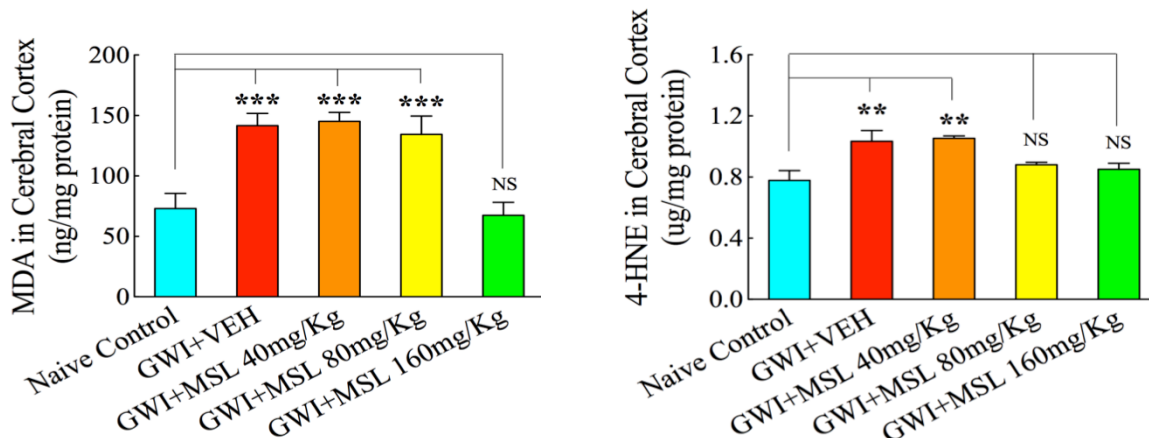 MDA in Cerebral Cortex
(ng/mg protein)
200
150
100
50
0
***
***
***
NS
Naive Control
GWI+VEH
GWI+MSL 40mg/Kg
GWI+MSL 80mg/Kg
GWI+MSL 160mg/Kg
4-HNE in Cerebral Cortex
(ug/mg protein)
1.6
1.2
0.8
0.4
0.0
**
**
NS
NS
Naive Control
GWI+VEH
GWI+MSL 40mg/Kg
GWI+MSL 80mg/Kg
GWI+MSL 160mg/Kg